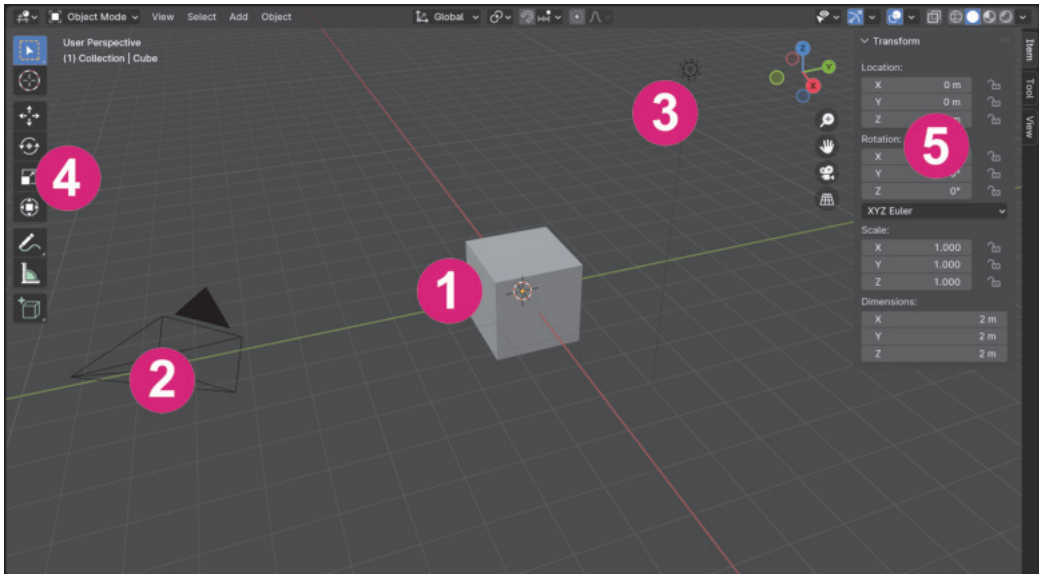 Object Mode View Select Add Object Global
User Perspective
(1) Collection | Cube
Z
Y
X
3
4
1
2
Transform
Location:
X 0 m
Y 0 m
Z m
5
Rotation:
X
Y 0°
Z 0°
XYZ Euler
Scale:
X 1.000
Y 1.000
Z 1.000
Dimensions:
X 2 m
Y 2 m
Z 2 m
Item
Tool
View